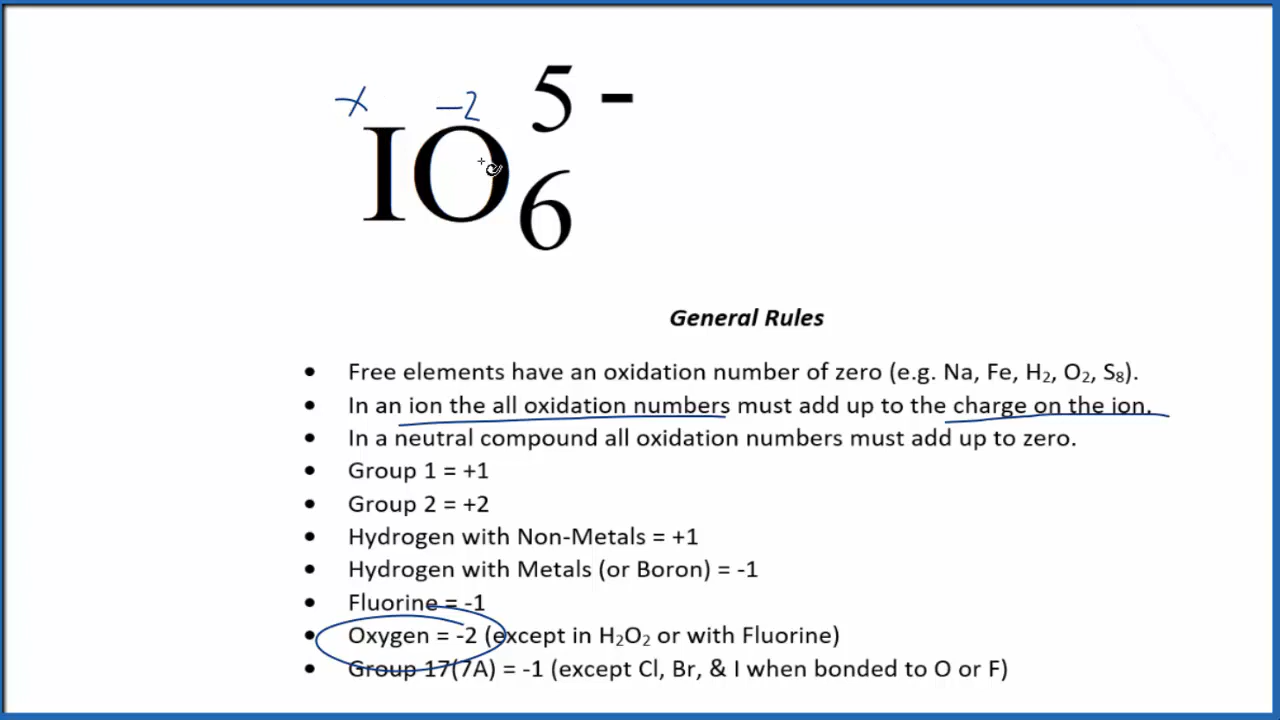 x -2
IO₆⁵⁻
General Rules
• Free elements have an oxidation number of zero (e.g. Na, Fe, H₂, O₂, S₈).
• In an ion the all oxidation numbers must add up to the charge on the ion.
• In a neutral compound all oxidation numbers must add up to zero.
• Group 1 = +1
• Group 2 = +2
• Hydrogen with Non-Metals = +1
• Hydrogen with Metals (or Boron) = -1
• Fluorine = -1
• Oxygen = -2 (except in H₂O₂ or with Fluorine)
• Group 17(7A) = -1 (except Cl, Br, & I when bonded to O or F)